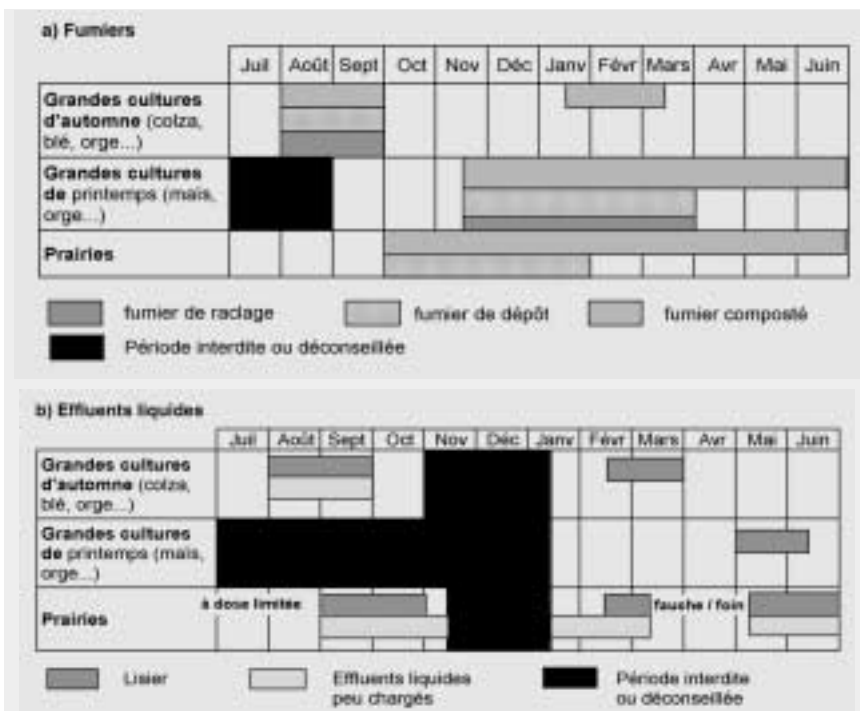 a) Fumiers
Juil Août Sept Oct Nov Déc Janv Févr Mars Avr Mai Juin
Grandes cultures
d'automne (colza,
blé, orge...)
Grandes cultures
de printemps (maïs,
orge...)
Prairies
fumier de raclage fumier de dépôt fumier composté
Période interdite ou déconseillée
b) Effluents liquides
Juil Août Sept Oct Nov Déc Janv Févr Mars Avr Mai Juin
Grandes cultures
d'automne (colza,
blé, orge...)
Grandes cultures
de printemps (maïs,
orge...)
Prairies
à dose limitée fauche / foin
Lisier Effluents liquides Période interdite
peu chargés ou déconseillée